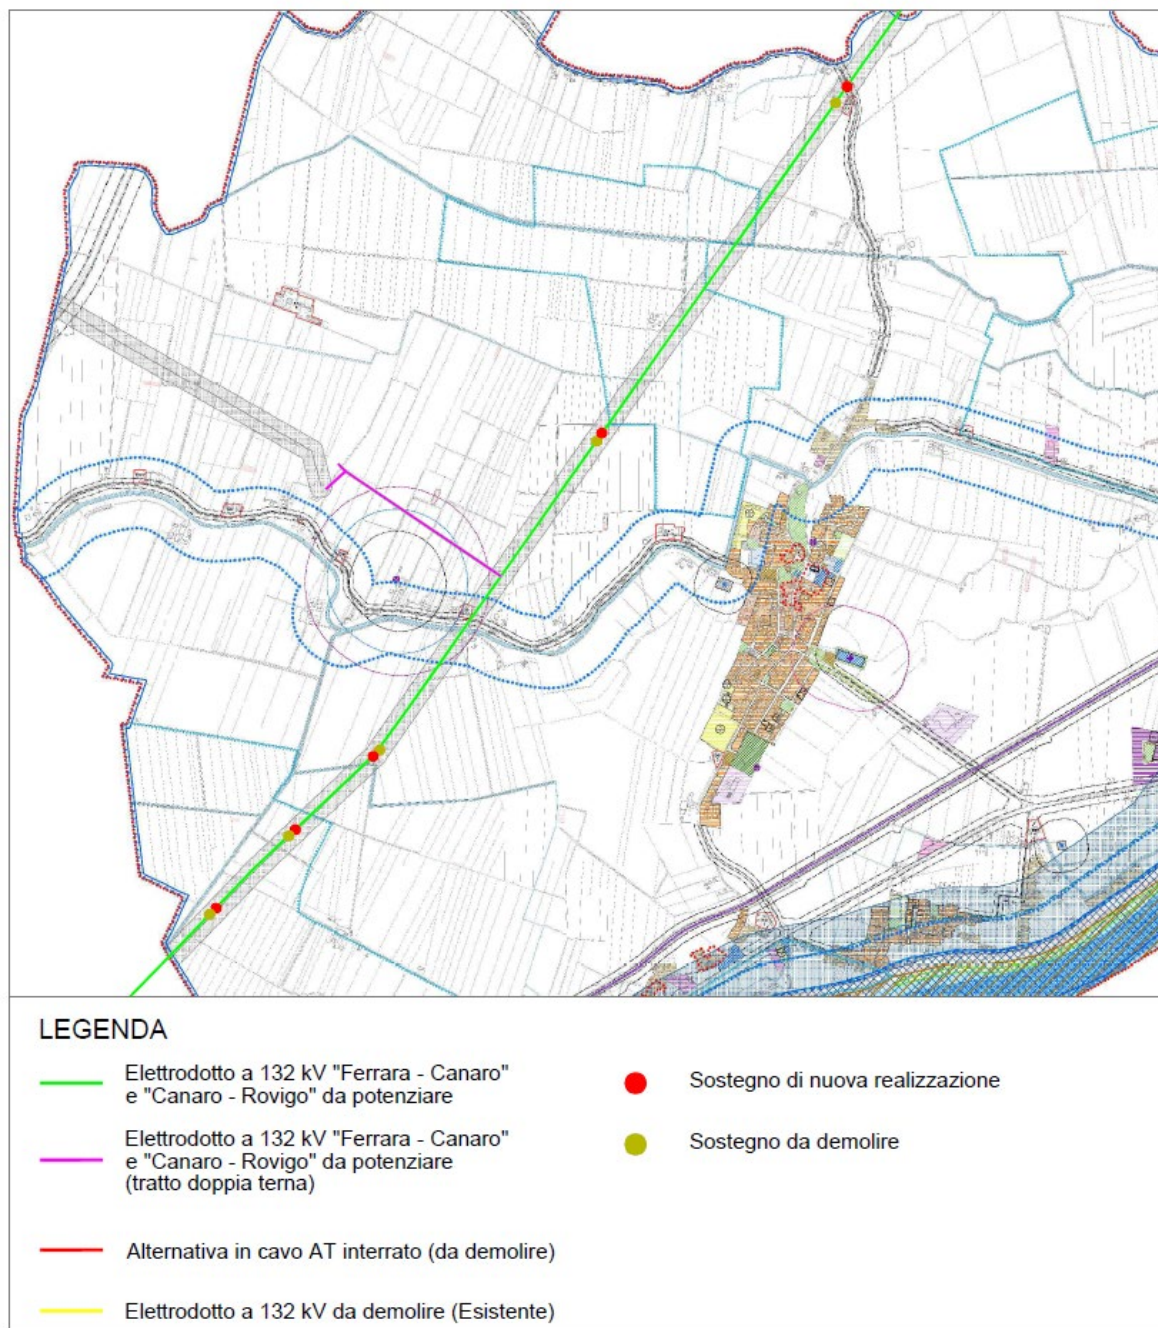 LEGENDA
Elettrodotto a 132 kV "Ferrara - Canaro"
e "Canaro - Rovigo" da potenziare
Elettrodotto a 132 kV "Ferrara - Canaro"
e "Canaro - Rovigo" da potenziare
(tratto doppia terna)
Alternativa in cavo AT interrato (da demolire)
Elettrodotto a 132 kV da demolire (Esistente)
Sostegno di nuova realizzazione
Sostegno da demolire